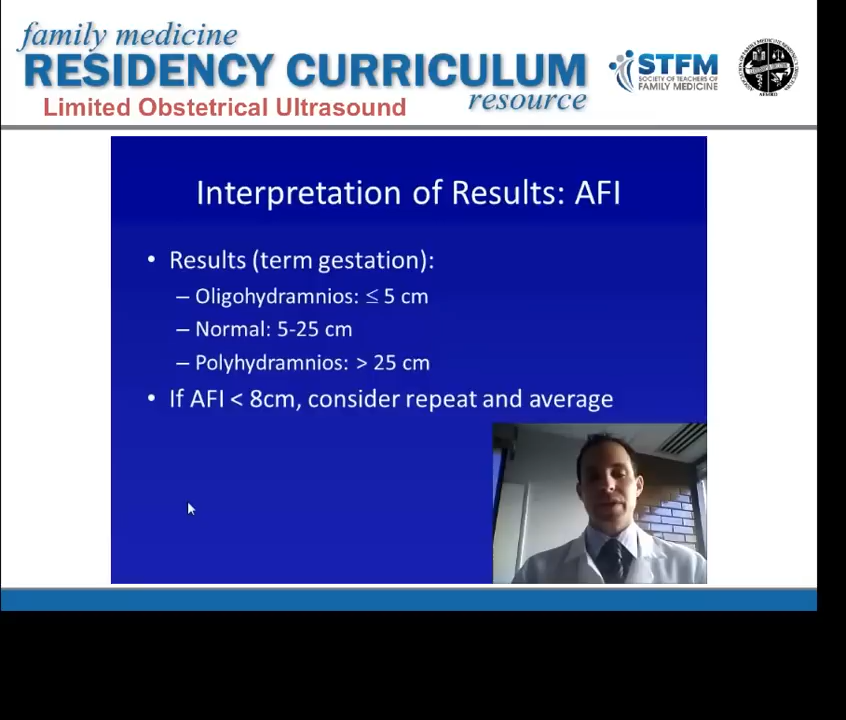 family medicine
RESIDENCY CURRICULUM
resource
Limited Obstetrical Ultrasound
STFM
SOCIETY OF TEACHERS OF
FAMILY MEDICINE
Interpretation of Results: AFI
• Results (term gestation):
– Oligohydramnios: ≤ 5 cm
– Normal: 5-25 cm
– Polyhydramnios: > 25 cm
• If AFI < 8cm, consider repeat and average